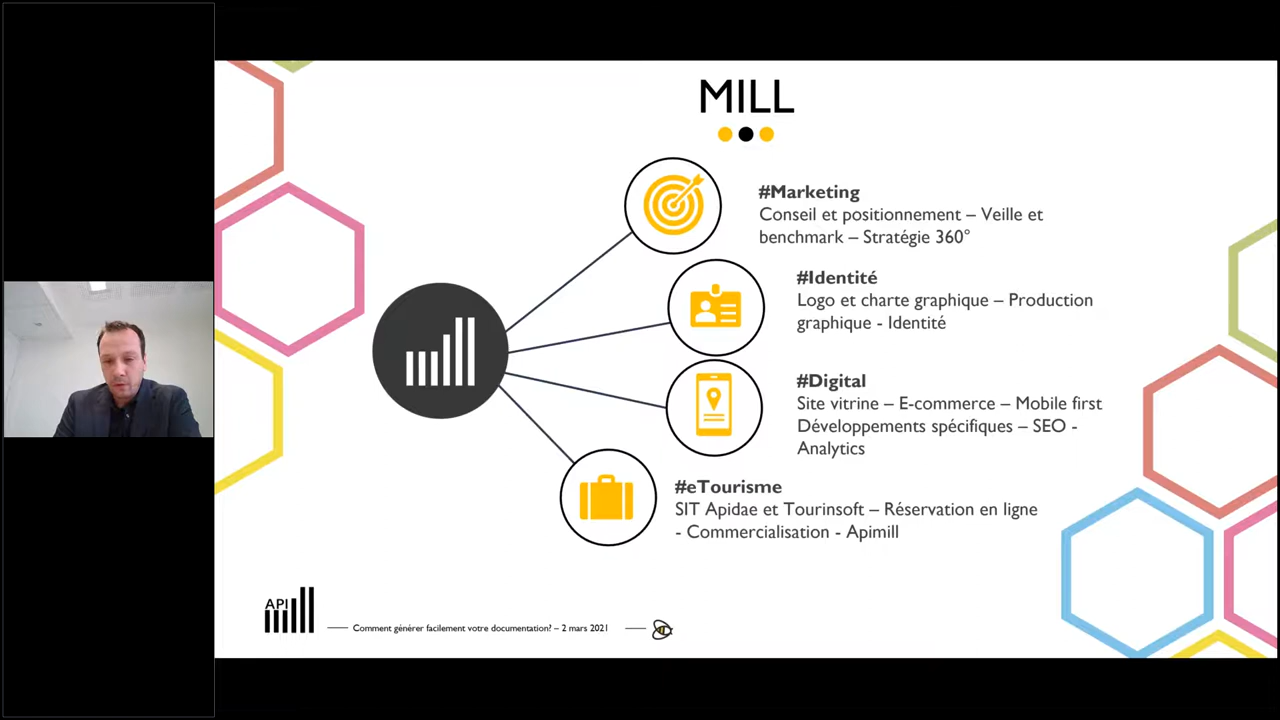 MILL
#Marketing
Conseil et positionnement – Veille et
benchmark – Stratégie 360°
#Identité
Logo et charte graphique – Production
graphique - Identité
#Digital
Site vitrine – E-commerce – Mobile first
Développements spécifiques – SEO -
Analytics
#eTourisme
SIT Apidae et Tourinsoft – Réservation en ligne
- Commercialisation - Apimill
API
Comment générer facilement votre documentation? – 2 mars 2021